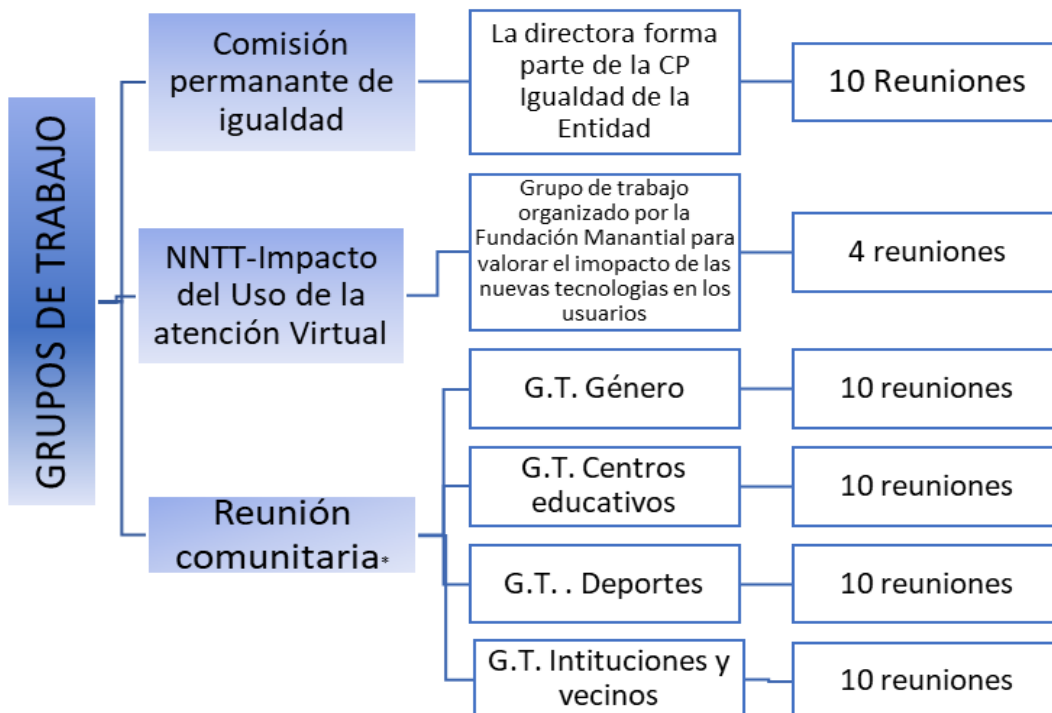 GRUPOS DE TRABAJO
Comisión
permanante de
igualdad
La directora forma
parte de la CP
Igualdad de la
Entidad
10 Reuniones
NNTT-Impacto
del Uso de la
atención Virtual
Grupo de trabajo
organizado por la
Fundación Manantial para
valorar el imopacto de las
nuevas tecnologias en los
usuarios
4 reuniones
Reunión
comunitaria*
G.T. Género
10 reuniones
G.T. Centros
educativos
10 reuniones
G.T. . Deportes
10 reuniones
G.T. Intituciones y
vecinos
10 reuniones